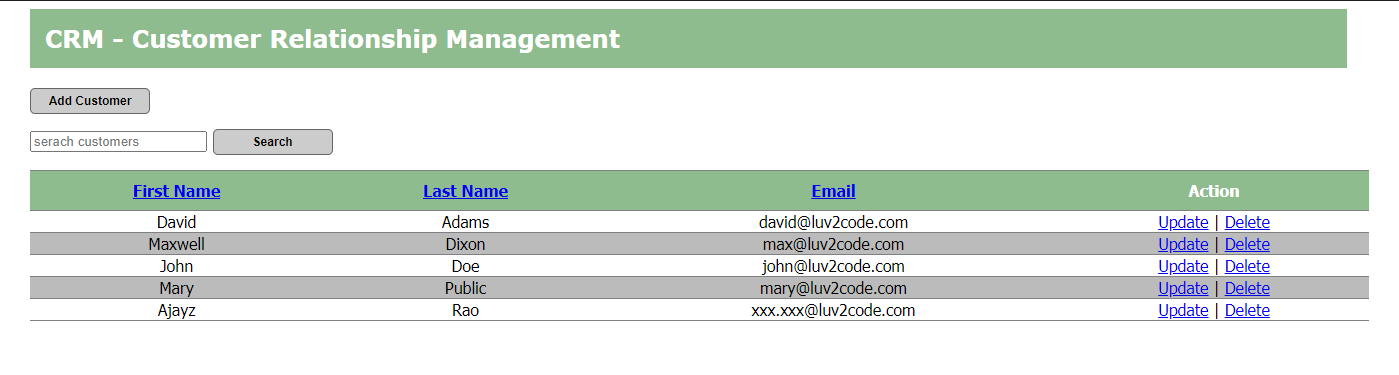 CRM - Customer Relationship Management
Add Customer
serach customers Search
First Name Last Name Email Action
David Adams david@luv2code.com Update | Delete
Maxwell Dixon max@luv2code.com Update | Delete
John Doe john@luv2code.com Update | Delete
Mary Public mary@luv2code.com Update | Delete
Ajayz Rao xxx.xxx@luv2code.com Update | Delete